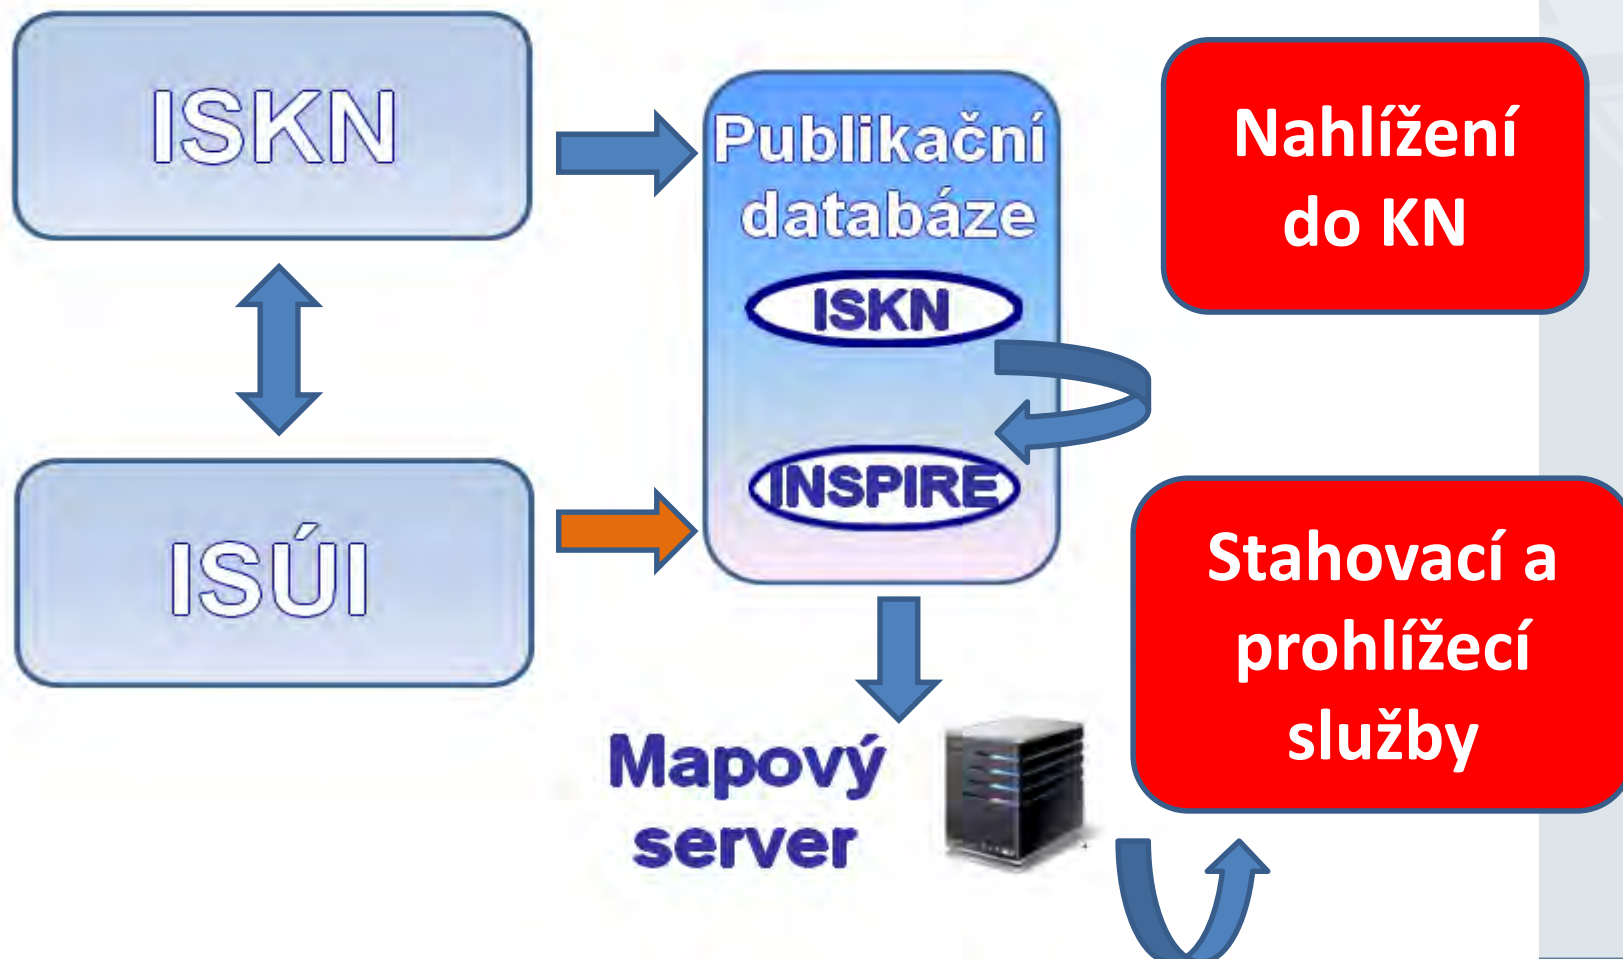 ISKN
ISÚI
Publikační
databáze
ISKN
INSPIRE
Mapový
server
Nahlížení
do KN
Stahovací a
prohlížecí
služby